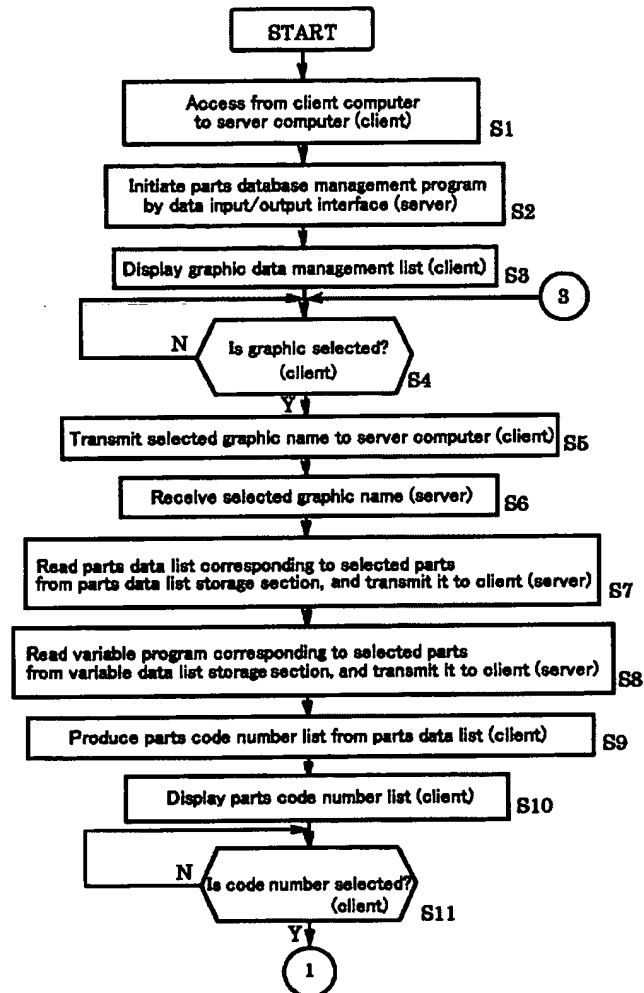 START
Access from client computer
to server computer (client)
S1
Initiate parts database management program
by data input/output interface (server)
S2
Display graphic data management list (client)
S3
3
N
Is graphic selected?
(client)
S4
Y
Transmit selected graphic name to server computer (client)
S5
Receive selected graphic name (server)
S6
Read parts data list corresponding to selected parts
from parts data list storage section, and transmit it to client (server)
S7
Read variable program corresponding to selected parts
from variable data list storage section, and transmit it to client (server)
S8
Produce parts code number list from parts data list (client)
S9
Display parts code number list (client)
S10
N
Is code number selected?
(client)
S11
Y
1